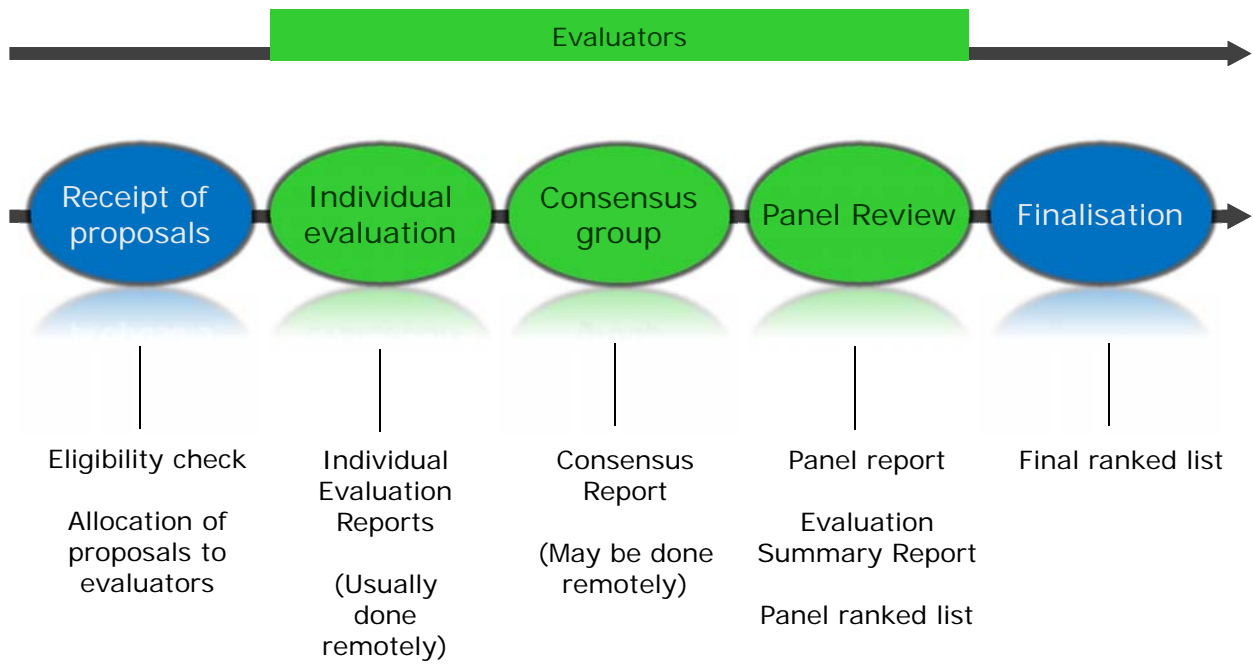 Evaluators
Receipt of
proposals
Individual
evaluation
Consensus
group
Panel Review
Finalisation
Eligibility check
Allocation of
proposals to
evaluators
Individual
Evaluation
Reports
(Usually
done
remotely)
Consensus
Report
(May be done
remotely)
Panel report
Evaluation
Summary Report
Panel ranked list
Final ranked list